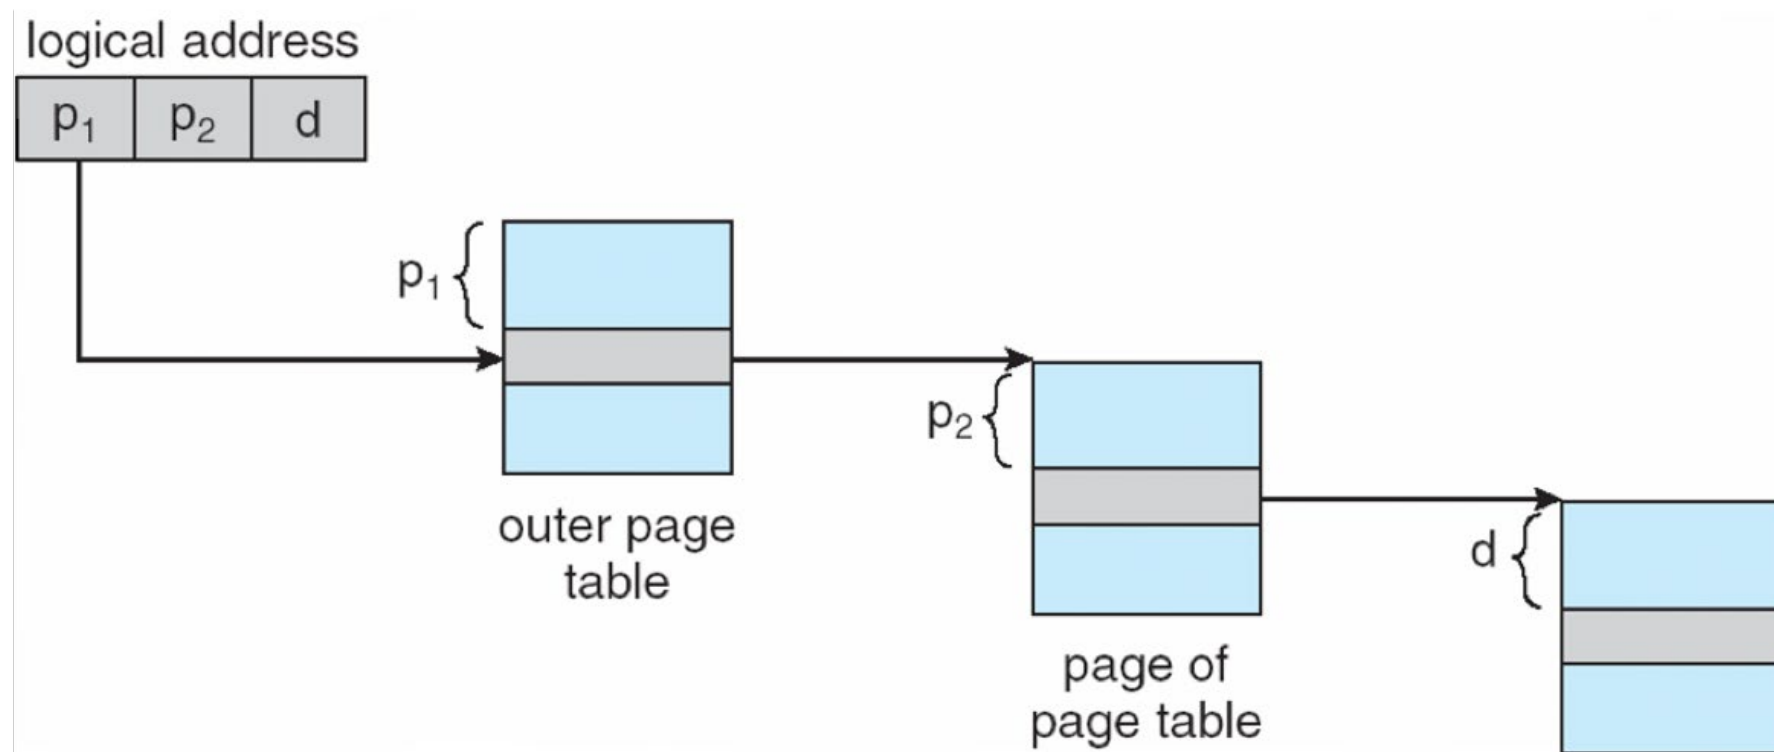 logical address
p₁ p₂ d
p₁
outer page
table
p₂
page of
page table
d